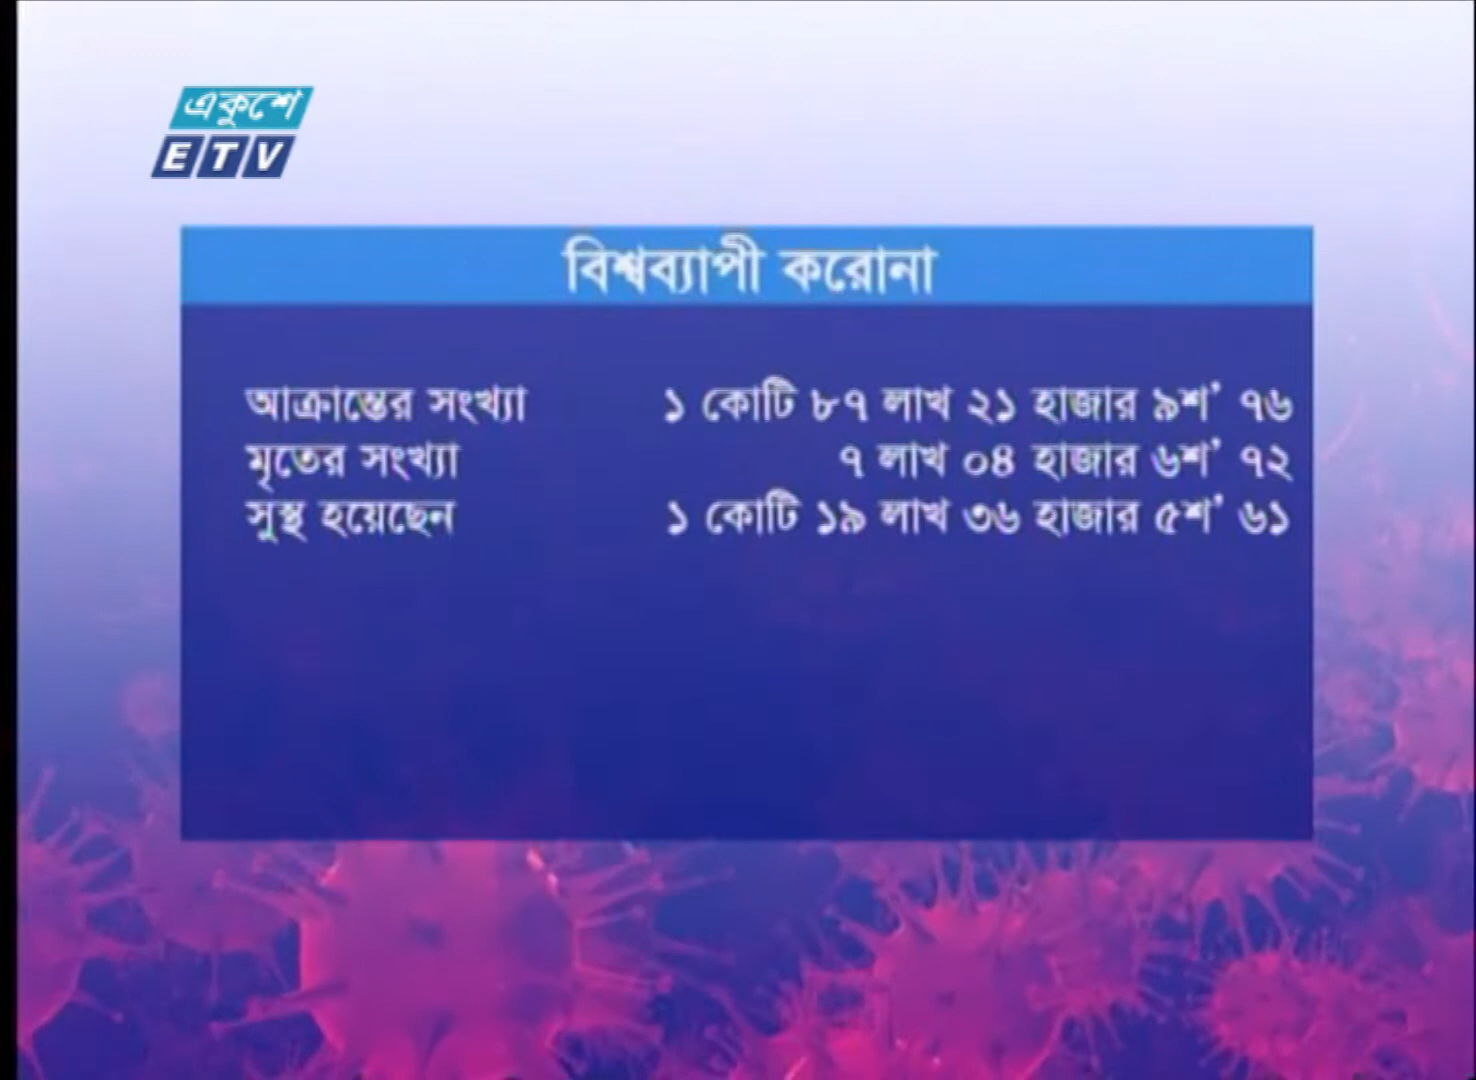 একুশে
ETV
বিশ্বব্যাপী করোনা
আক্রান্তের সংখ্যা ১ কোটি ৮৭ লাখ ২১ হাজার ৯শ' ৭৬
মৃতের সংখ্যা ৭ লাখ ০৪ হাজার ৬শ' ৭২
সুস্থ হয়েছেন ১ কোটি ১৯ লাখ ৩৬ হাজার ৫শ' ৬১